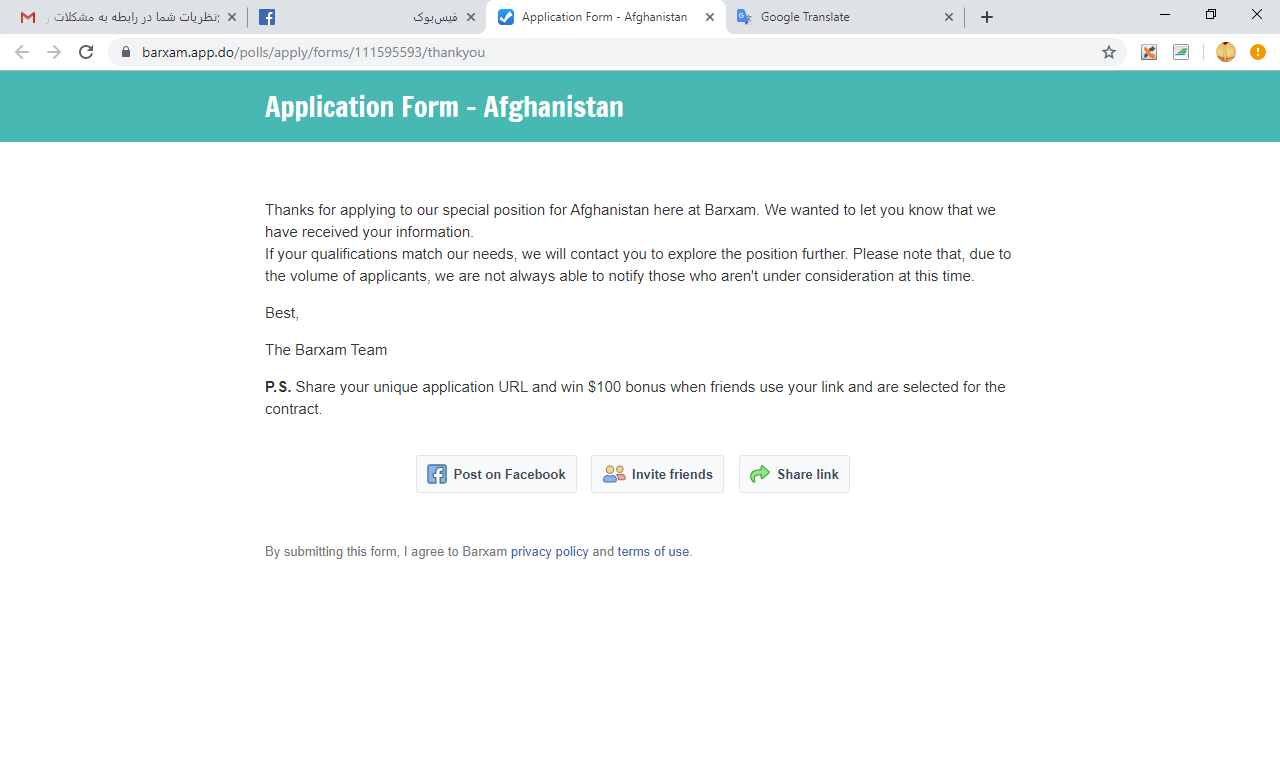 نظریات شما در رابطه به مشکلات
فیس‌بوک
Application Form - Afghanistan
Google Translate
barxam.app.do/polls/apply/forms/111595593/thankyou
Application Form - Afghanistan
Thanks for applying to our special position for Afghanistan here at Barxam. We wanted to let you know that we
have received your information.
If your qualifications match our needs, we will contact you to explore the position further. Please note that, due to
the volume of applicants, we are not always able to notify those who aren't under consideration at this time.
Best,
The Barxam Team
P.S. Share your unique application URL and win $100 bonus when friends use your link and are selected for the
contract.
Post on Facebook
Invite friends
Share link
By submitting this form, I agree to Barxam privacy policy and terms of use.